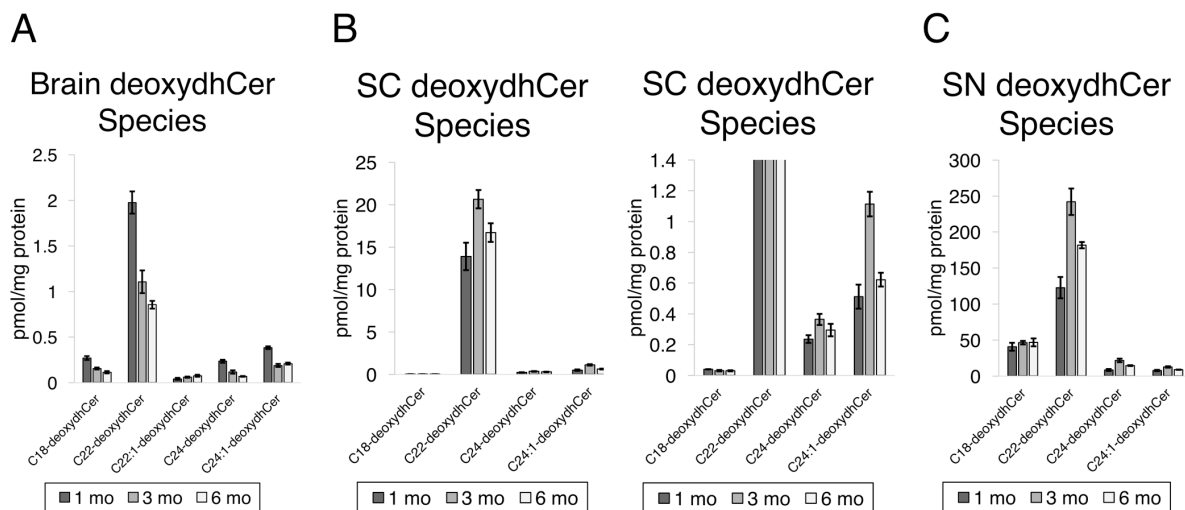 A
Brain deoxydhCer
Species
pmol/mg protein
2.5
2
1.5
1
0.5
0
C18-deoxydhCer
C22-deoxydhCer
C22:1-deoxydhCer
C24-deoxydhCer
C24:1-deoxydhCer
1 mo 3 mo 6 mo
B
SC deoxydhCer
Species
pmol/mg protein
25
20
15
10
5
0
C18-deoxydhCer
C22-deoxydhCer
C24-deoxydhCer
C24:1-deoxydhCer
1 mo 3 mo 6 mo
SC deoxydhCer
Species
pmol/mg protein
1.4
1.2
1
0.8
0.6
0.4
0.2
0
C18-deoxydhCer
C22-deoxydhCer
C24-deoxydhCer
C24:1-deoxydhCer
1 mo 3 mo 6 mo
C
SN deoxydhCer
Species
pmol/mg protein
300
250
200
150
100
50
0
C18-deoxydhCer
C22-deoxydhCer
C24-deoxydhCer
C24:1-deoxydhCer
1 mo 3 mo 6 mo